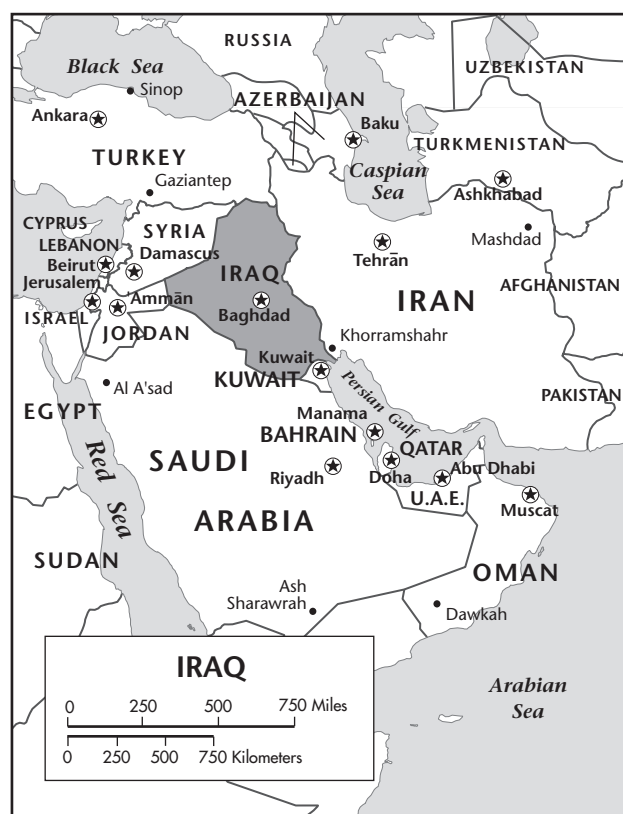 RUSSIA
Black Sea
Sinop
UZBEKISTAN
AZERBAIJAN
Ankara
Baku
TURKMENISTAN
TURKEY
Caspian
Sea
Gaziantep
Ashkhabad
CYPRUS
SYRIA
Mashdad
LEBANON
Damascus
Beirut
Tehrān
Jerusalem
IRAQ
AFGHANISTAN
'Ammān
Baghdad
IRAN
ISRAEL
JORDAN
Khorramshahr
Kuwait
KUWAIT
Al A'sad
Persian Gulf
PAKISTAN
EGYPT
Manama
BAHRAIN
QATAR
Red Sea
SAUDI
Riyadh
Doha
Abu Dhabi
U.A.E.
Muscat
ARABIA
SUDAN
OMAN
Ash
Sharawrah
Dawkah
IRAQ
0 250 500 750 Miles
0 250 500 750 Kilometers
Arabian
Sea